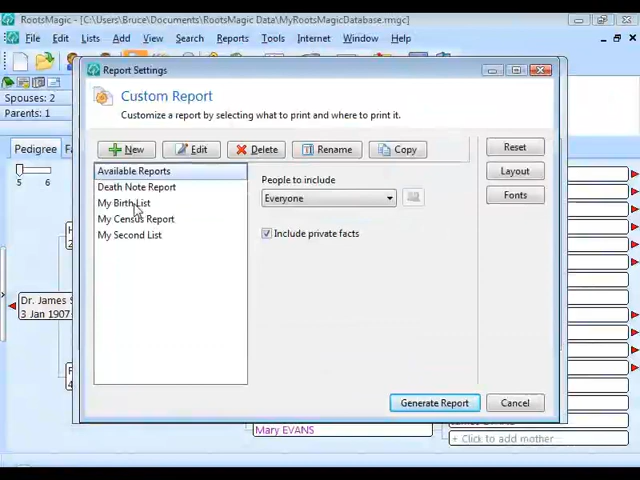 RootsMagic - [C:\Users\Bruce\Documents\RootsMagic Data\MyRootsMagicDatabase.rmgc]
File Edit Lists Add View Search Reports Tools Internet Window Help
Spouses: 2
Parents: 1
Pedigree
5 6
Dr. James
3 Jan 1907
Report Settings
Custom Report
Customize a report by selecting what to print and where to print it.
New Edit Delete Rename Copy
Available Reports
Death Note Report
My Birth List
My Census Report
My Second List
People to include
Everyone
Include private facts
Reset
Layout
Fonts
Generate Report Cancel
Mary EVANS
+ Click to add mother